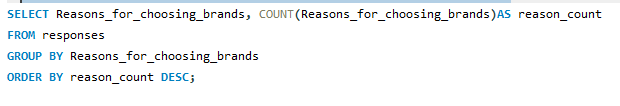 SELECT Reasons_for_choosing_brands, COUNT(Reasons_for_choosing_brands)AS reason_count
FROM responses
GROUP BY Reasons_for_choosing_brands
ORDER BY reason_count DESC;